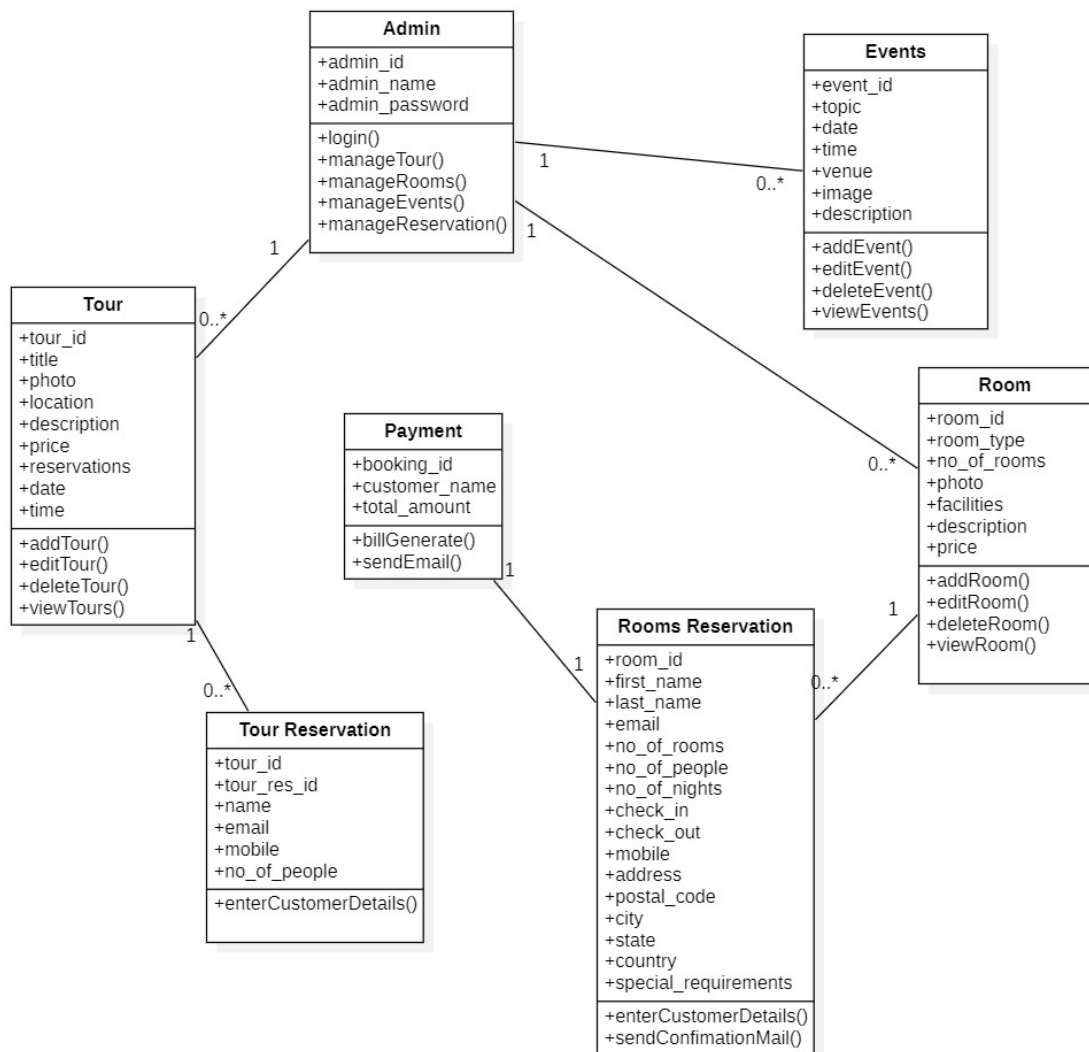 Admin
+admin_id
+admin_name
+admin_password
+login()
+manageTour()
+manageRooms()
+manageEvents()
+manageReservation()
1
0..*
1
0..*
1
0..*
Events
+event_id
+topic
+date
+time
+venue
+image
+description
+addEvent()
+editEvent()
+deleteEvent()
+viewEvents()
Tour
+tour_id
+title
+photo
+location
+description
+price
+reservations
+date
+time
+addTour()
+editTour()
+deleteTour()
+viewTours()
1
0..*
Payment
+booking_id
+customer_name
+total_amount
+billGenerate()
+sendEmail()
1
1
Room
+room_id
+room_type
+no_of_rooms
+photo
+facilities
+description
+price
+addRoom()
+editRoom()
+deleteRoom()
+viewRoom()
1
0..*
Tour Reservation
+tour_id
+tour_res_id
+name
+email
+mobile
+no_of_people
+enterCustomerDetails()
Rooms Reservation
+room_id
+first_name
+last_name
+email
+no_of_rooms
+no_of_people
+no_of_nights
+check_in
+check_out
+mobile
+address
+postal_code
+city
+state
+country
+special_requirements
+enterCustomerDetails()
+sendConfimationMail()